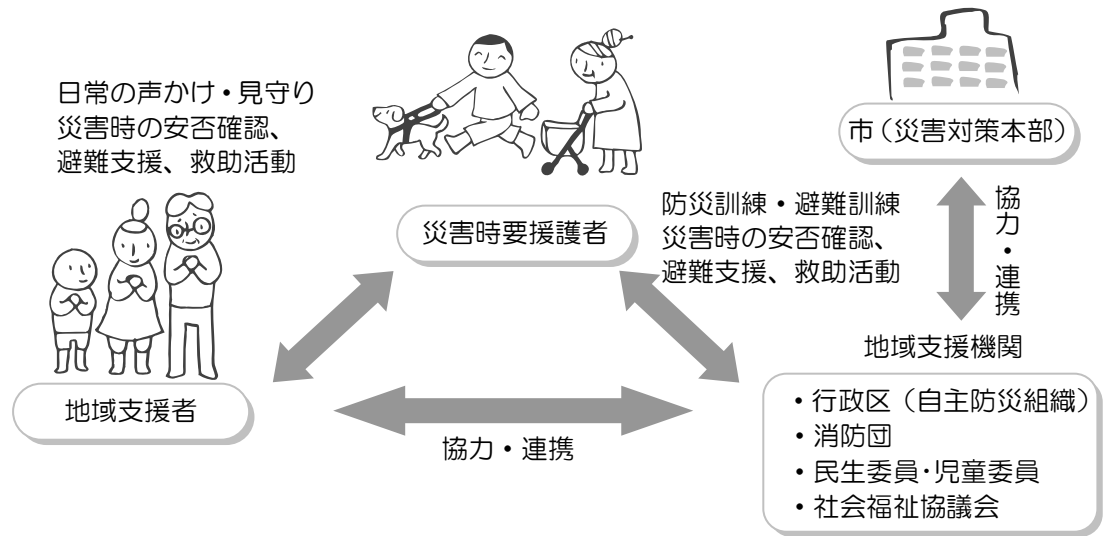 日常の声かけ・見守り
災害時の安否確認、
避難支援、救助活動
市（災害対策本部）
災害時要援護者
防災訓練・避難訓練
災害時の安否確認、
避難支援、救助活動
協力・連携
地域支援機関
地域支援者
協力・連携
・行政区（自主防災組織）
・消防団
・民生委員・児童委員
・社会福祉協議会